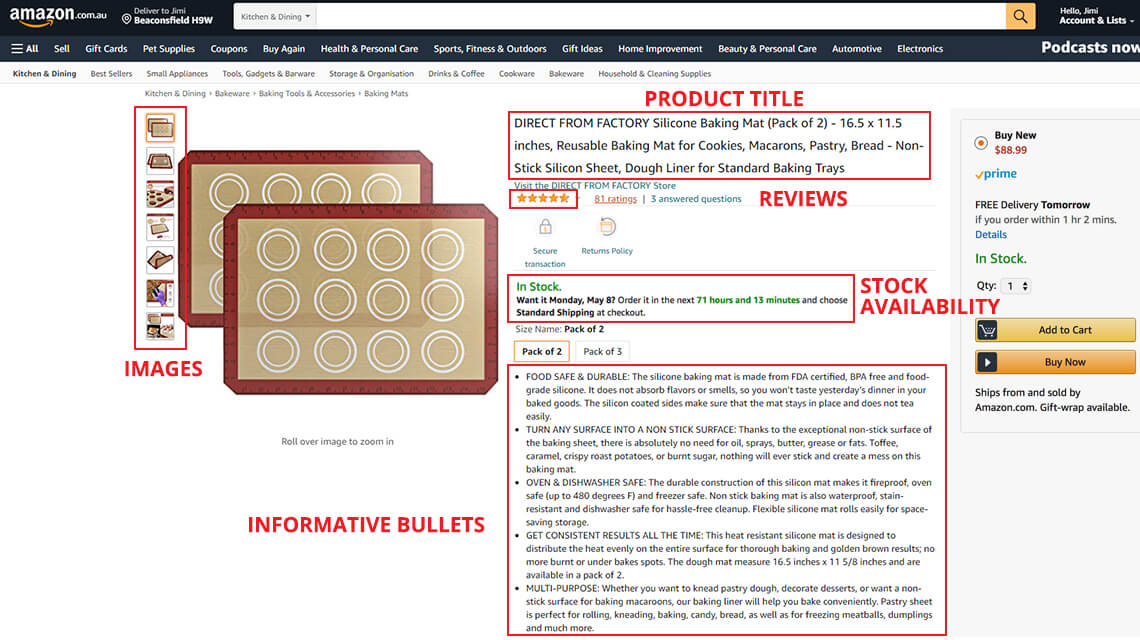 amazon.com.au
Deliver to Jimi
Beaconsfield H9W
Kitchen & Dining
Hello, Jimi
Account & Lists
All
Sell
Gift Cards
Pet Supplies
Coupons
Buy Again
Health & Personal Care
Sports, Fitness & Outdoors
Gift Ideas
Home Improvement
Beauty & Personal Care
Automotive
Electronics
Podcasts now
Kitchen & Dining
Best Sellers
Small Appliances
Tools, Gadgets & Barware
Storage & Organisation
Drinks & Coffee
Cookware
Bakeware
Household & Cleaning Supplies
Kitchen & Dining › Bakeware › Baking Tools & Accessories › Baking Mats
IMAGES
Roll over image to zoom in
PRODUCT TITLE
DIRECT FROM FACTORY Silicone Baking Mat (Pack of 2) - 16.5 x 11.5
inches, Reusable Baking Mat for Cookies, Macarons, Pastry, Bread - Non-
Stick Silicon Sheet, Dough Liner for Standard Baking Trays
Visit the DIRECT FROM FACTORY Store
81 ratings | 3 answered questions
REVIEWS
Secure
transaction
Returns Policy
In Stock.
Want it Monday, May 8? Order it in the next 71 hours and 13 minutes and choose
Standard Shipping at checkout.
STOCK
AVAILABILITY
Size Name: Pack of 2
Pack of 2
Pack of 3
INFORMATIVE BULLETS
• FOOD SAFE & DURABLE: The silicone baking mat is made from FDA certified, BPA free and food-
grade silicone. It does not absorb flavors or smells, so you won't taste yesterday's dinner in your
baked goods. The silicon coated sides make sure that the mat stays in place and does not tea
easily.
• TURN ANY SURFACE INTO A NON STICK SURFACE: Thanks to the exceptional non-stick surface of
the baking sheet, there is absolutely no need for oil, sprays, butter, grease or fats. Toffee,
caramel, crispy roast potatoes, or burnt sugar, nothing will ever stick and create a mess on this
baking mat.
• OVEN & DISHWASHER SAFE: The durable construction of this silicon mat makes it fireproof, oven
safe (up to 480 degrees F) and freezer safe. Non stick baking mat is also waterproof, stain-
resistant and dishwasher safe for hassle-free cleanup. Flexible silicone mat rolls easily for space-
saving storage.
• GET CONSISTENT RESULTS ALL THE TIME: This heat resistant silicone mat is designed to
distribute the heat evenly on the entire surface for thorough baking and golden brown results; no
more burnt or under bakes spots. The dough mat measure 16.5 inches x 11 5/8 inches and are
available in a pack of 2.
• MULTI-PURPOSE: Whether you want to knead pastry dough, decorate desserts, or want a non-
stick surface for baking macaroons, our baking liner will help you bake conveniently. Pastry sheet
is perfect for rolling, kneading, baking, candy, bread, as well as for freezing meatballs, dumplings
and much more.
Buy New
$88.99
prime
FREE Delivery Tomorrow
if you order within 1 hr 2 mins.
Details
In Stock.
Qty: 1
Add to Cart
Buy Now
Ships from and sold by
Amazon.com. Gift-wrap available.